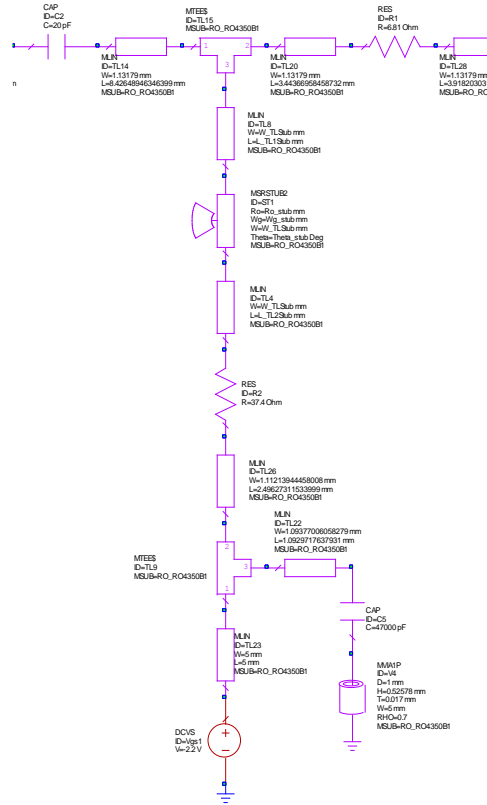 CAP
ID=C2
C=20 pF
MLIN
ID=TL14
W=1.13179 mm
L=8.42648946346399 mm
MSUB=RO_RO4350B1
MTEE$
ID=TL15
MSUB=RO_RO4350B1
1
2
3
MLIN
ID=TL20
W=1.13179 mm
L=3.44366958458732 mm
MSUB=RO_RO4350B1
RES
ID=R1
R=6.81 Ohm
MLIN
ID=TL28
W=1.13179 mm
L=3.91820303
MSUB=RO_RO
n
MLIN
ID=TL8
W=W_TLStub mm
L=L_TL1Stub mm
MSUB=RO_RO4350B1
MSRSTUB2
ID=ST1
Ro=Ro_stub mm
Wg=Wg_stub mm
W=W_TLStub mm
Theta=Theta_stub Deg
MSUB=RO_RO4350B1
MLIN
ID=TL4
W=W_TLStub mm
L=L_TL2Stub mm
MSUB=RO_RO4350B1
RES
ID=R2
R=37.4 Ohm
MLIN
ID=TL26
W=1.11213944458008 mm
L=2.49627311533999 mm
MSUB=RO_RO4350B1
MLIN
ID=TL22
W=1.09377006058279 mm
L=1.0929717637931 mm
MSUB=RO_RO4350B1
MTEE$
ID=TL9
MSUB=RO_RO4350B1
2
3
1
CAP
ID=C5
C=47000 pF
MLIN
ID=TL23
W=5 mm
L=5 mm
MSUB=RO_RO4350B1
MVIA1P
ID=V4
D=1 mm
H=0.52578 mm
T=0.017 mm
W=5 mm
RHO=0.7
MSUB=RO_RO4350B1
DCVS
ID=Vgs1
V=-2.2 V